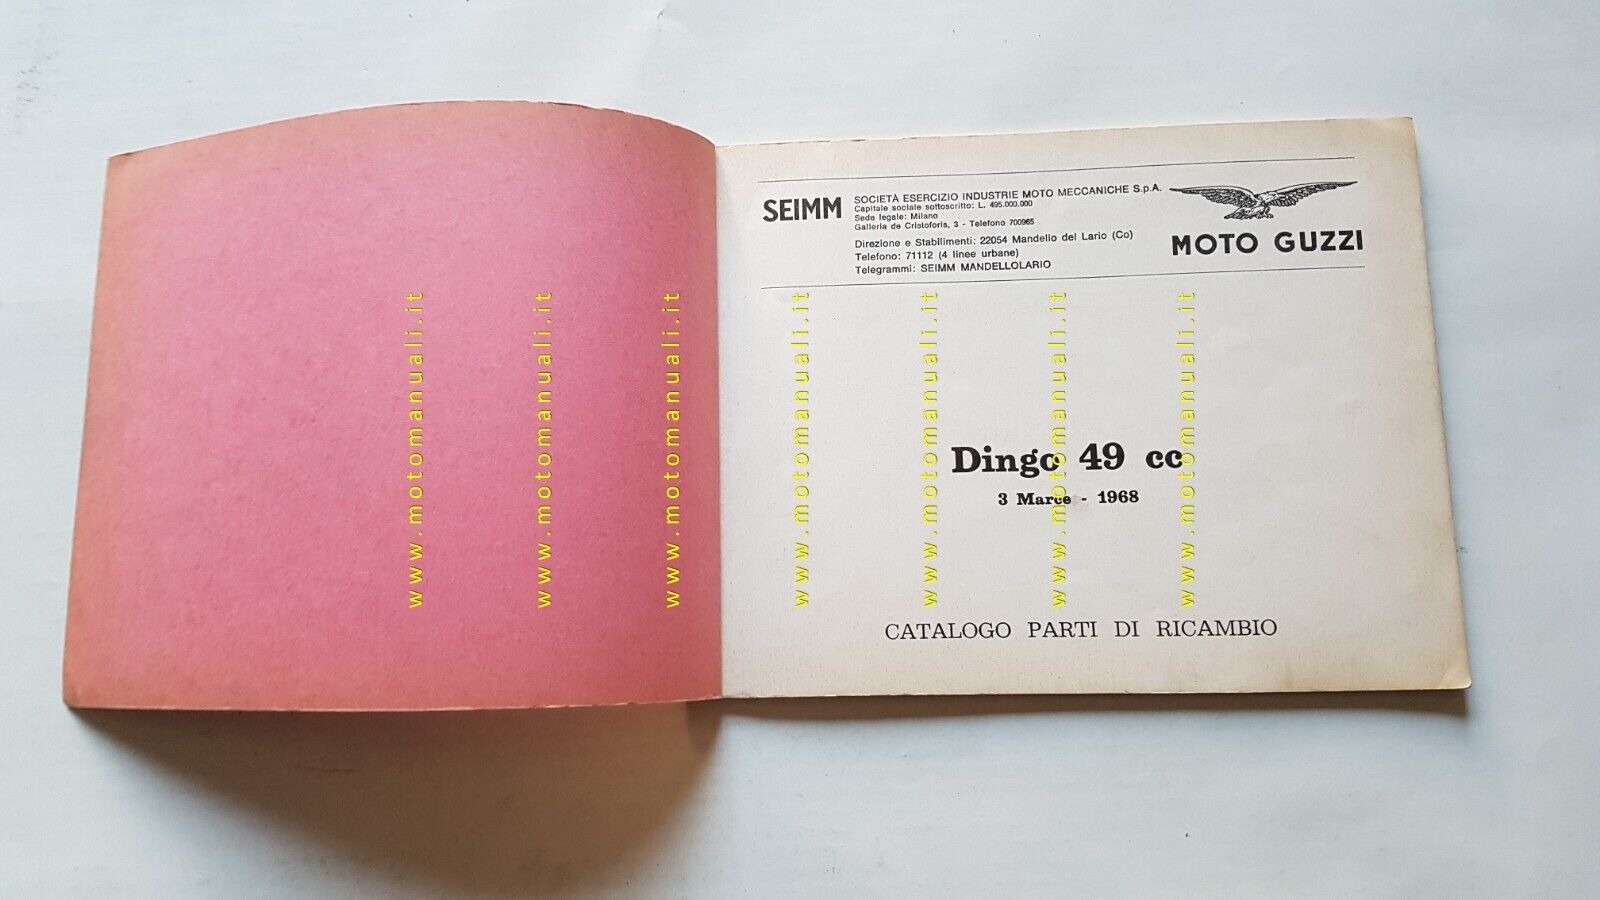 SEIMM
SOCIETÀ ESERCIZIO INDUSTRIE MOTO MECCANICHE S.p.A.
Capitale sociale sottoscritto: L. 495.000.000
Sede legale: Milano
Galleria de Cristoforis, 3 - Telefono 700965
Direzione e Stabilimenti: 22054 Mandello del Lario (Co)
Telefono: 71112 (4 linee urbane)
Telegrammi: SEIMM MANDELLOLARIO
MOTO GUZZI
Dingo 49 cc
3 Marce - 1968
CATALOGO PARTI DI RICAMBIO
www.motomanuali.it
www.motomanuali.it
www.motomanuali.it
www.motomanuali.it
www.motomanuali.it
www.motomanuali.it
www.motomanuali.it